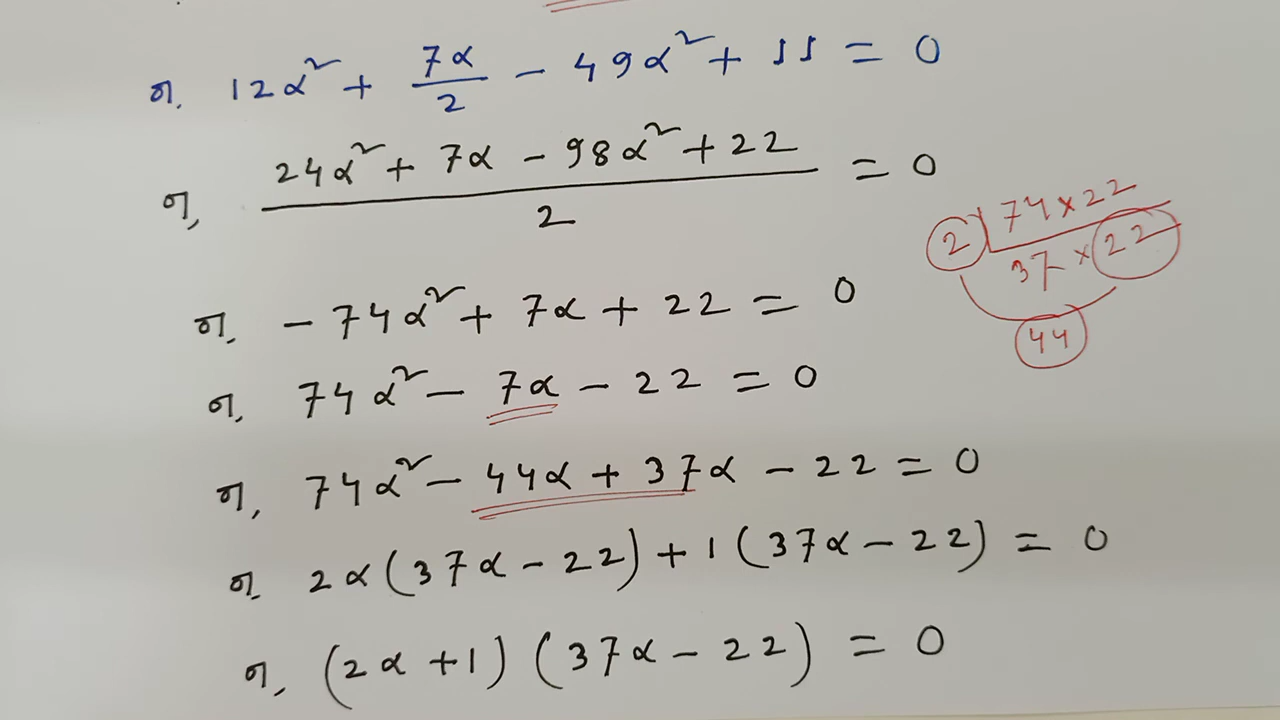 वा, 12α² + 7α/2 - 49α² + 11 = 0
वा, (24α² + 7α - 98α² + 22)/2 = 0
वा, -74α² + 7α + 22 = 0
वा, 74α² - 7α - 22 = 0
वा, 74α² - 44α + 37α - 22 = 0
वा, 2α(37α - 22) + 1(37α - 22) = 0
वा, (2α + 1)(37α - 22) = 0
2 | 74 × 22
37 × 22
44